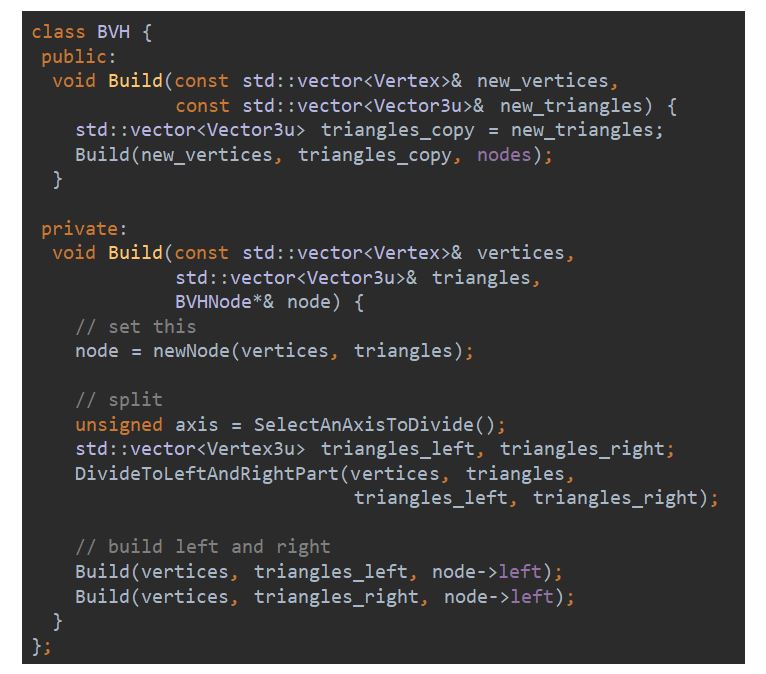 class BVH {
 public:
  void Build(const std::vector<Vertex>& new_vertices,
             const std::vector<Vector3u>& new_triangles) {
    std::vector<Vector3u> triangles_copy = new_triangles;
    Build(new_vertices, triangles_copy, nodes);
  }

 private:
  void Build(const std::vector<Vertex>& vertices,
             std::vector<Vector3u>& triangles,
             BVHNode*& node) {
    // set this
    node = newNode(vertices, triangles);

    // split
    unsigned axis = SelectAnAxisToDivide();
    std::vector<Vertex3u> triangles_left, triangles_right;
    DivideToLeftAndRightPart(vertices, triangles,
                             triangles_left, triangles_right);

    // build left and right
    Build(vertices, triangles_left, node->left);
    Build(vertices, triangles_right, node->left);
  }
};